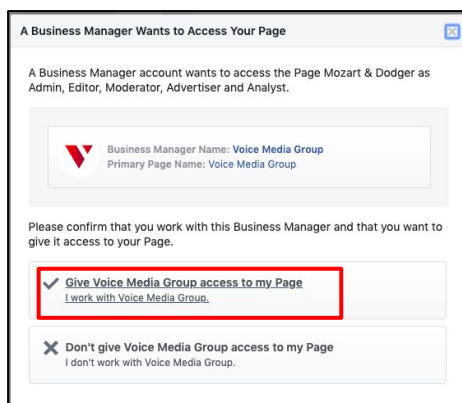 A Business Manager Wants to Access Your Page
A Business Manager account wants to access the Page Mozart & Dodger as
Admin, Editor, Moderator, Advertiser and Analyst.
Business Manager Name: Voice Media Group
Primary Page Name: Voice Media Group
Please confirm that you work with this Business Manager and that you want to
give it access to your Page.
Give Voice Media Group access to my Page
I work with Voice Media Group.
Don't give Voice Media Group access to my Page
I don't work with Voice Media Group.